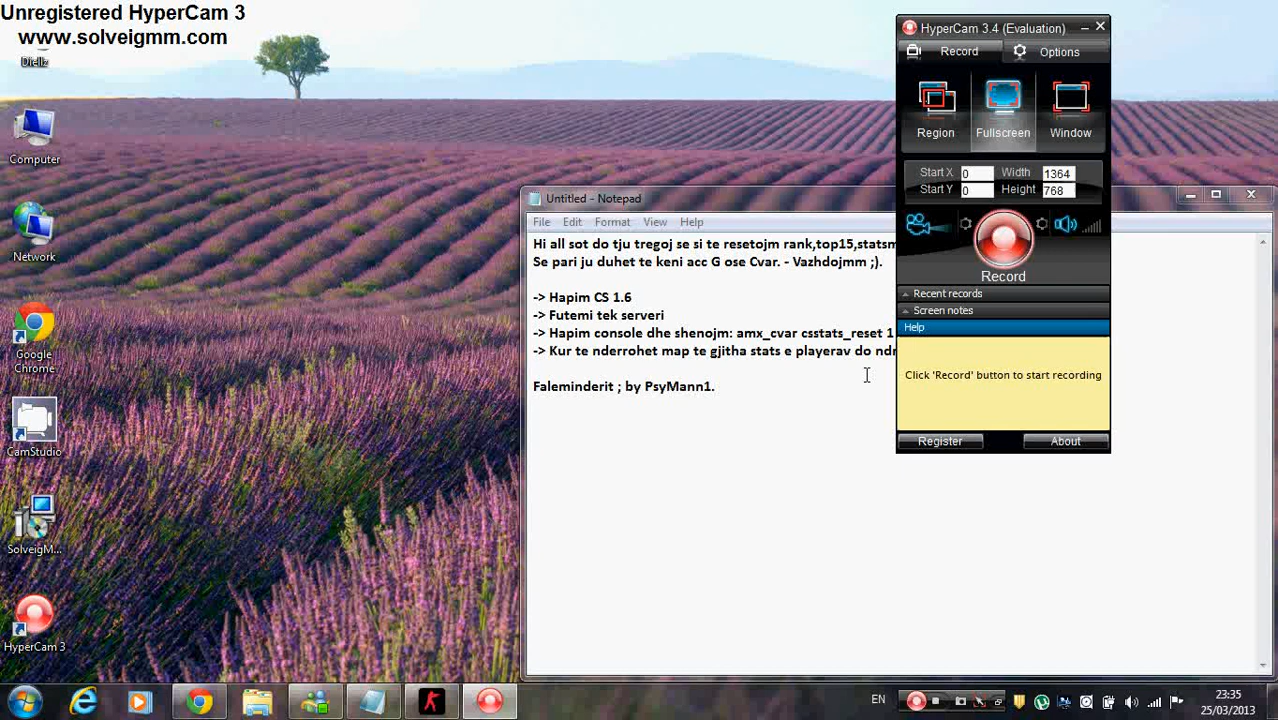 Unregistered HyperCam 3
www.solveigmm.com
Diellz
Computer
Network
Google
Chrome
CamStudio
SolveigM...
HyperCam 3
Untitled - Notepad
File Edit Format View Help
Hi all sot do tju tregoj se si te resetojm rank,top15,statsm
Se pari ju duhet te keni acc G ose Cvar. - Vazhdojmm ;).
-> Hapim CS 1.6
-> Futemi tek serveri
-> Hapim console dhe shenojm: amx_cvar csstats_reset 1
-> Kur te nderrohet map te gjitha stats e playerav do ndr
Faleminderit ; by PsyMann1.
HyperCam 3.4 (Evaluation)
Record Options
Region Fullscreen Window
Start X 0 Width 1364
Start Y 0 Height 768
Record
Recent records
Screen notes
Help
Click 'Record' button to start recording
Register About
EN
23:35
25/03/2013